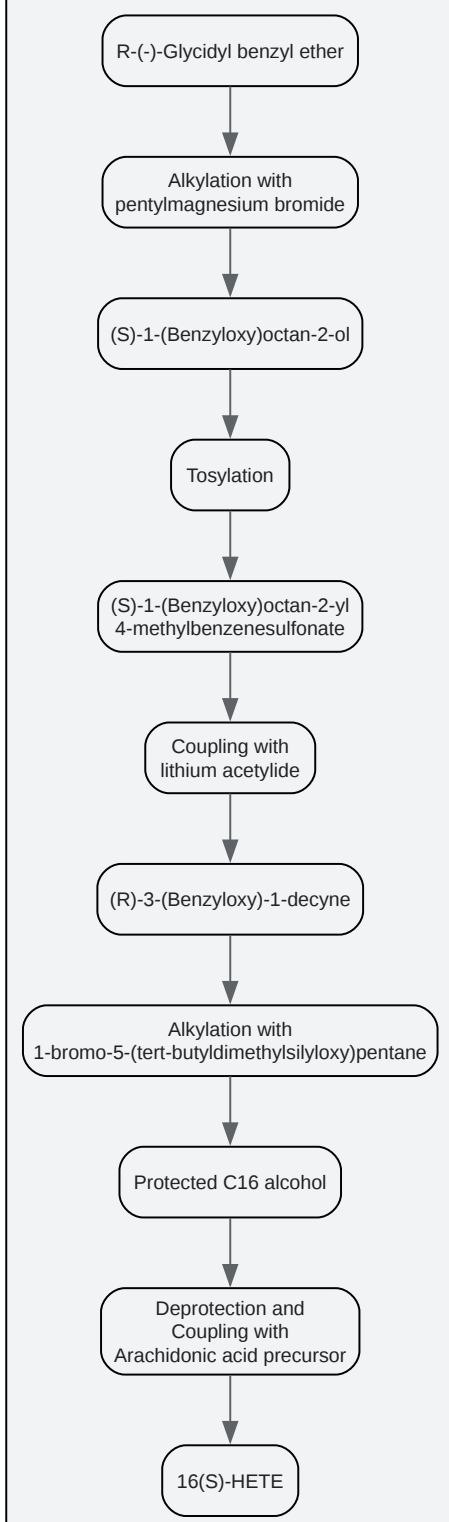 R-(-)-Glycidyl benzyl ether
Alkylation with
pentylmagnesium bromide
(S)-1-(Benzyloxy)octan-2-ol
Tosylation
(S)-1-(Benzyloxy)octan-2-yl
4-methylbenzenesulfonate
Coupling with
lithium acetylide
(R)-3-(Benzyloxy)-1-decyne
Alkylation with
1-bromo-5-(tert-butyldimethylsilyloxy)pentane
Protected C16 alcohol
Deprotection and
Coupling with
Arachidonic acid precursor
16(S)-HETE